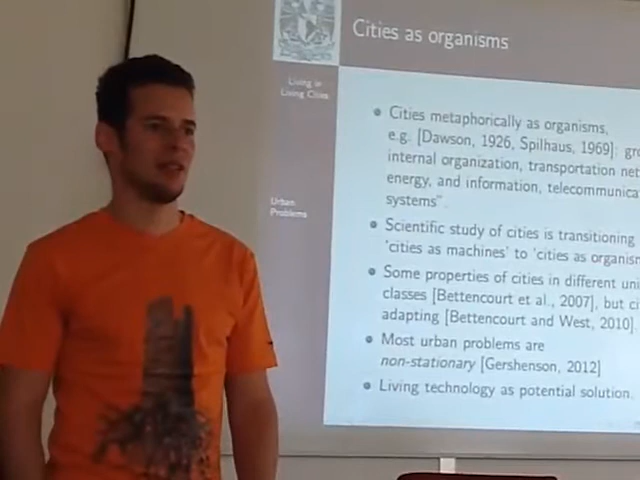 Cities as organisms
Living in
Living Cities
Urban
Problems
Cities metaphorically as organisms,
e.g. [Dawson, 1926, Spilhaus, 1969]:
internal organization, transportation
energy, and information,
systems".
Scientific study of cities is transitioning
'cities as machines' to 'cities as
Some properties of cities in different
classes [Bettencourt et al., 2007], but
adapting [Bettencourt and West, 2010]
Most urban problems are
non-stationary [Gershenson, 2012]
Living technology as potential solution.